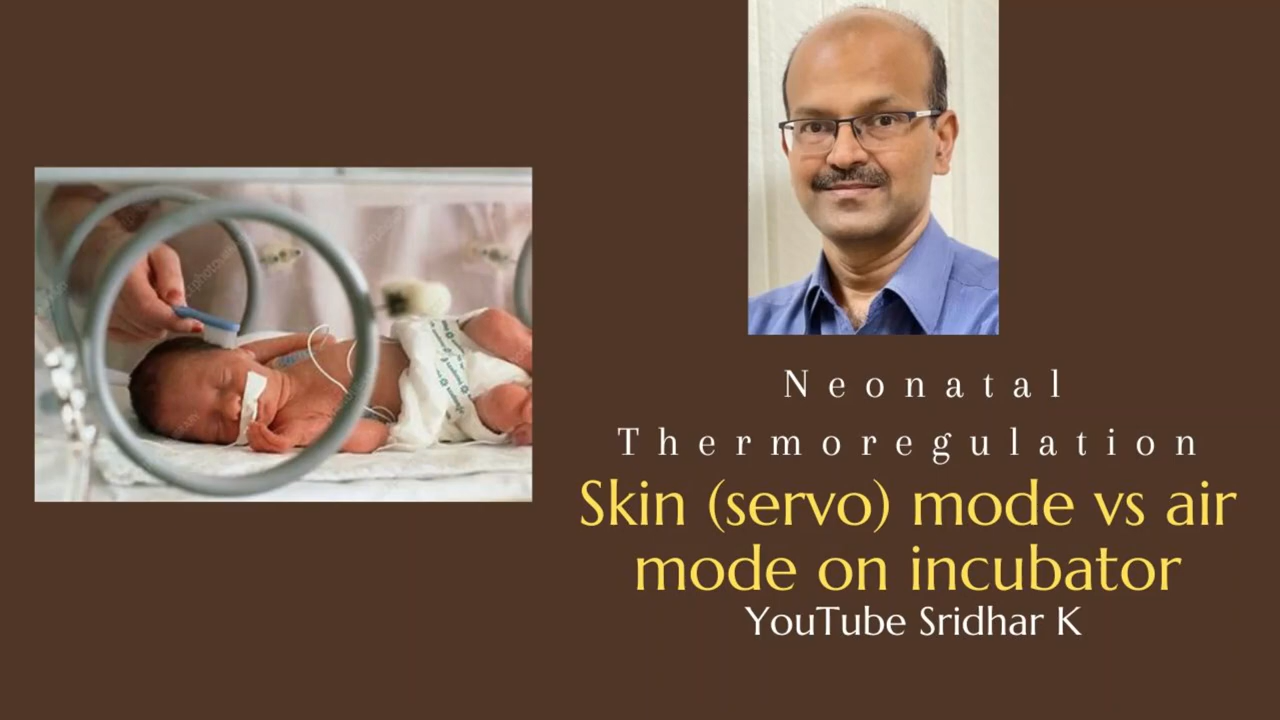 Neonatal
Thermoregulation
Skin (servo) mode vs air
mode on incubator
YouTube Sridhar K